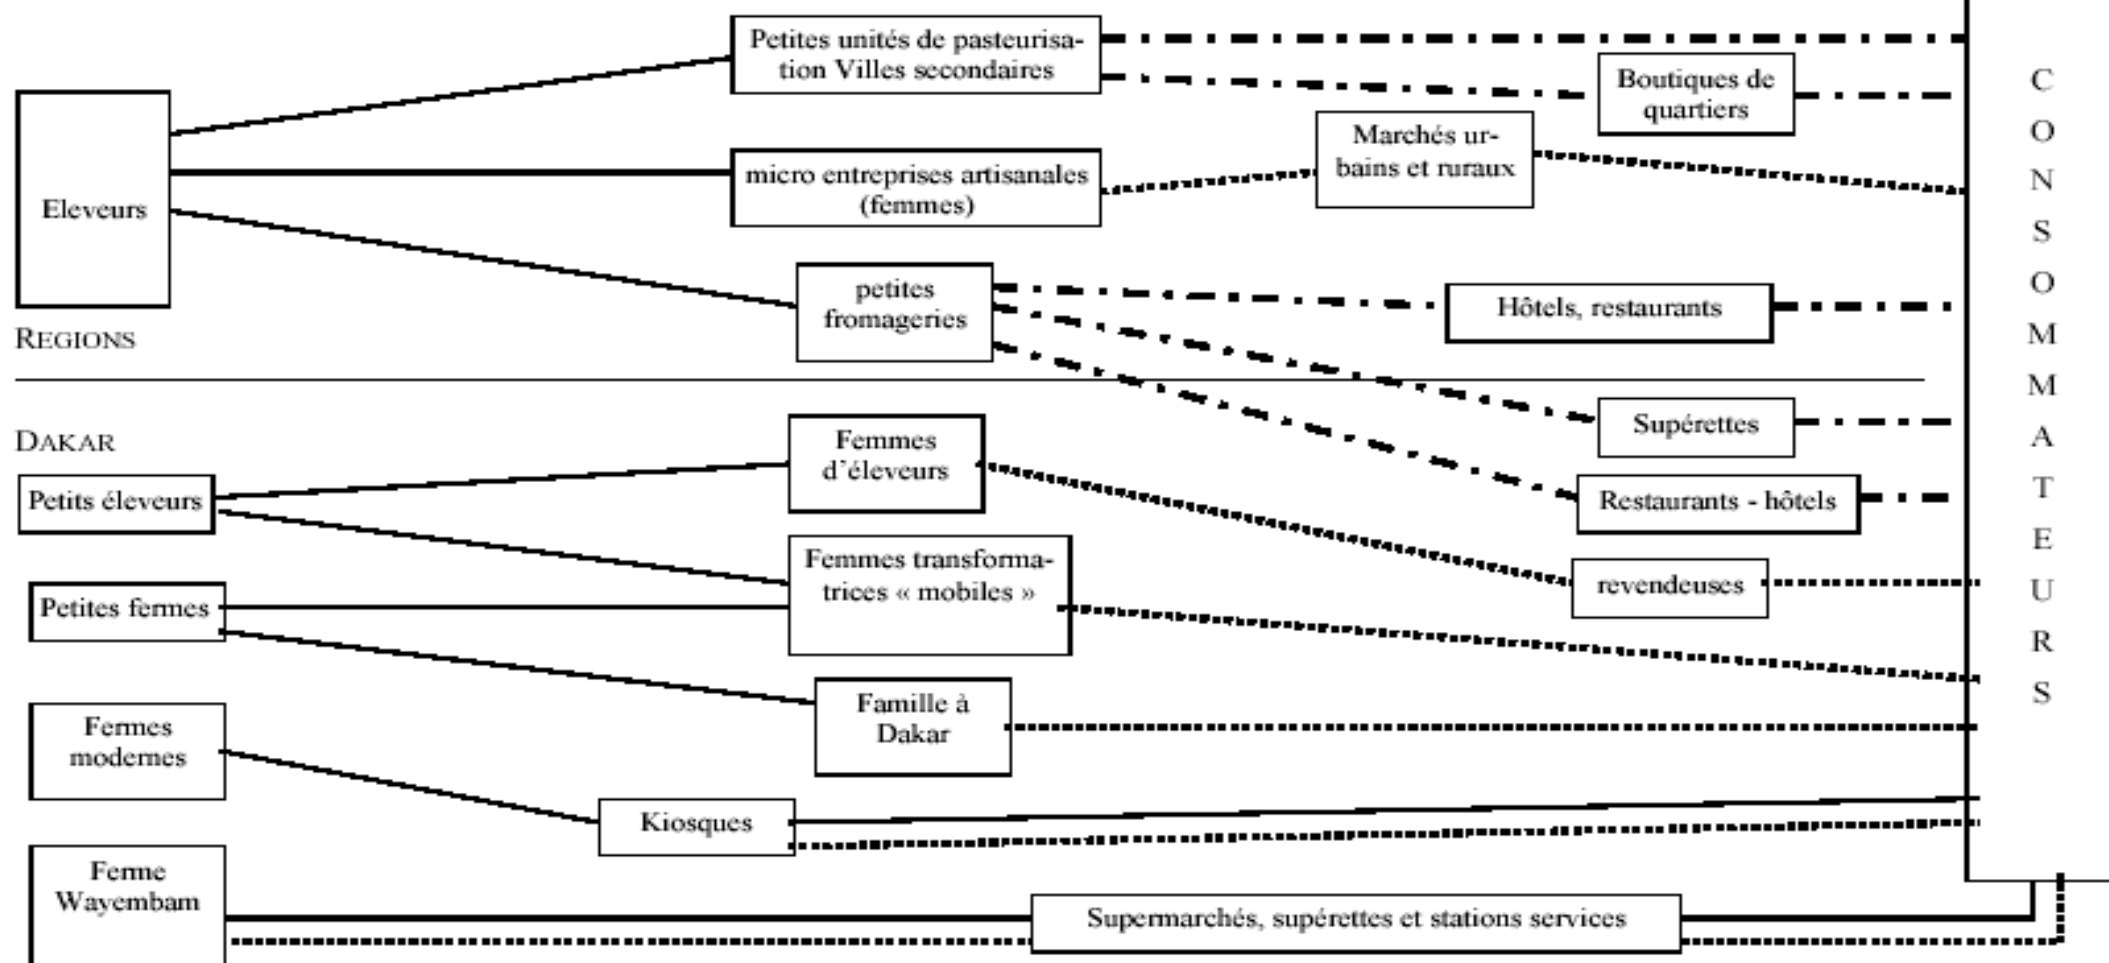 Petites unités de pasteurisa-
tion Villes secondaires
Boutiques de
quartiers
Marchés ur-
bains et ruraux
micro entreprises artisanales
(femmes)
Eleveurs
petites
fromageries
Hôtels, restaurants
REGIONS
DAKAR
Supérettes
Femmes
d'éleveurs
Petits éleveurs
Restaurants - hôtels
Femmes transforma-
trices « mobiles »
revendeuses
Petites fermes
Famille à
Dakar
Fermes
modernes
Kiosques
Ferme
Wayembam
Supermarchés, supérettes et stations services
C
O
N
S
O
M
M
A
T
E
U
R
S